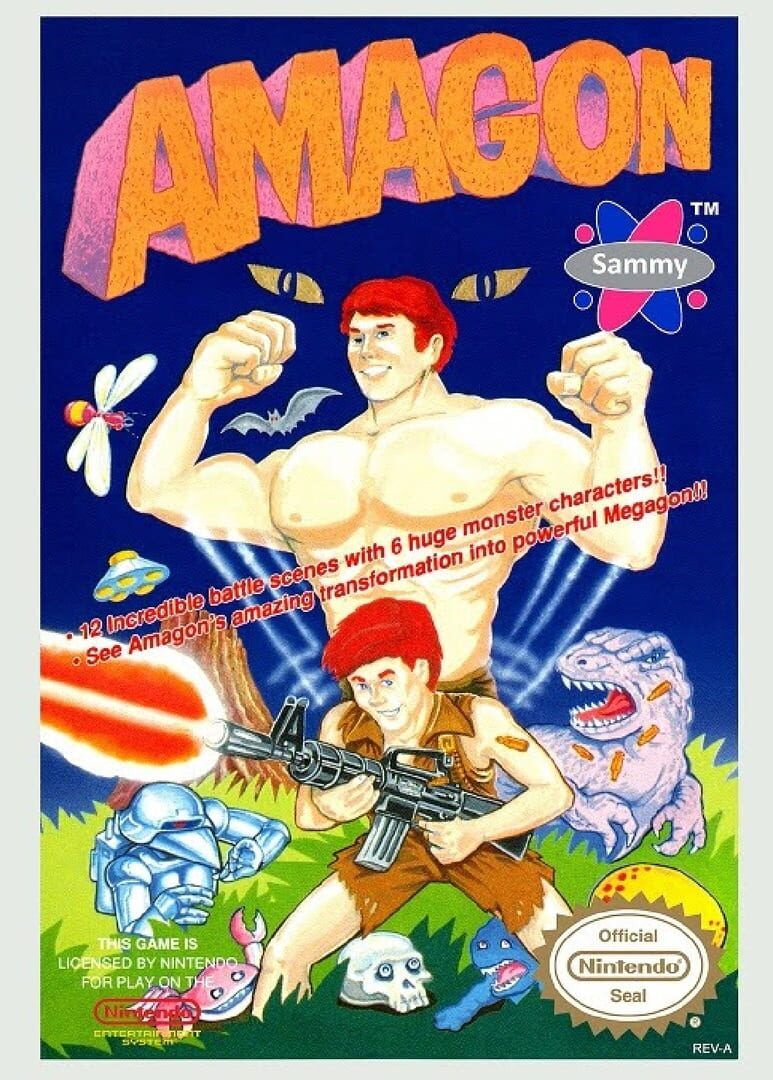 AMAGON
TM
Sammy
• 12 Incredible battle scenes with 6 huge monster characters!!
• See Amagon's amazing transformation into powerful Megagon!!
THIS GAME IS
LICENSED BY NINTENDO
FOR PLAY ON THE
Nintendo
ENTERTAINMENT
SYSTEM
Official
Nintendo®
Seal
®
REV-A